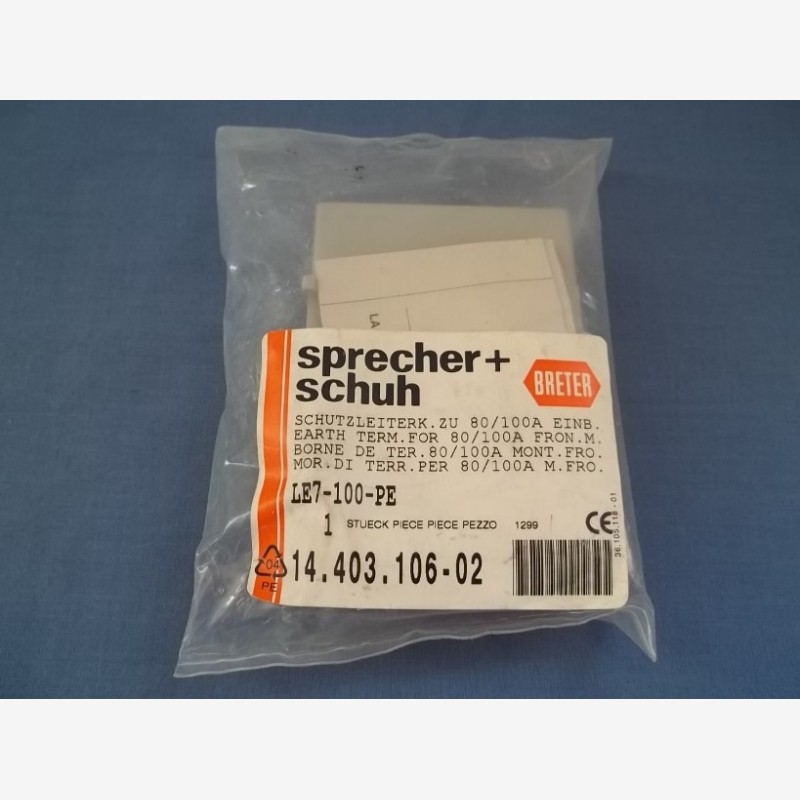 LA
sprecher+
schuh
BRETER
SCHUTZLEITERK.ZU 80/100A EINB.
EARTH TERM.FOR 80/100A FRON.M.
BORNE DE TER.80/100A MONT.FRO.
MOR.DI TERR.PER 80/100A M.FRO.
LE7-100-PE
1 STUECK PIECE PIECE PEZZO 1299
CE
04
PE
14.403.106-02